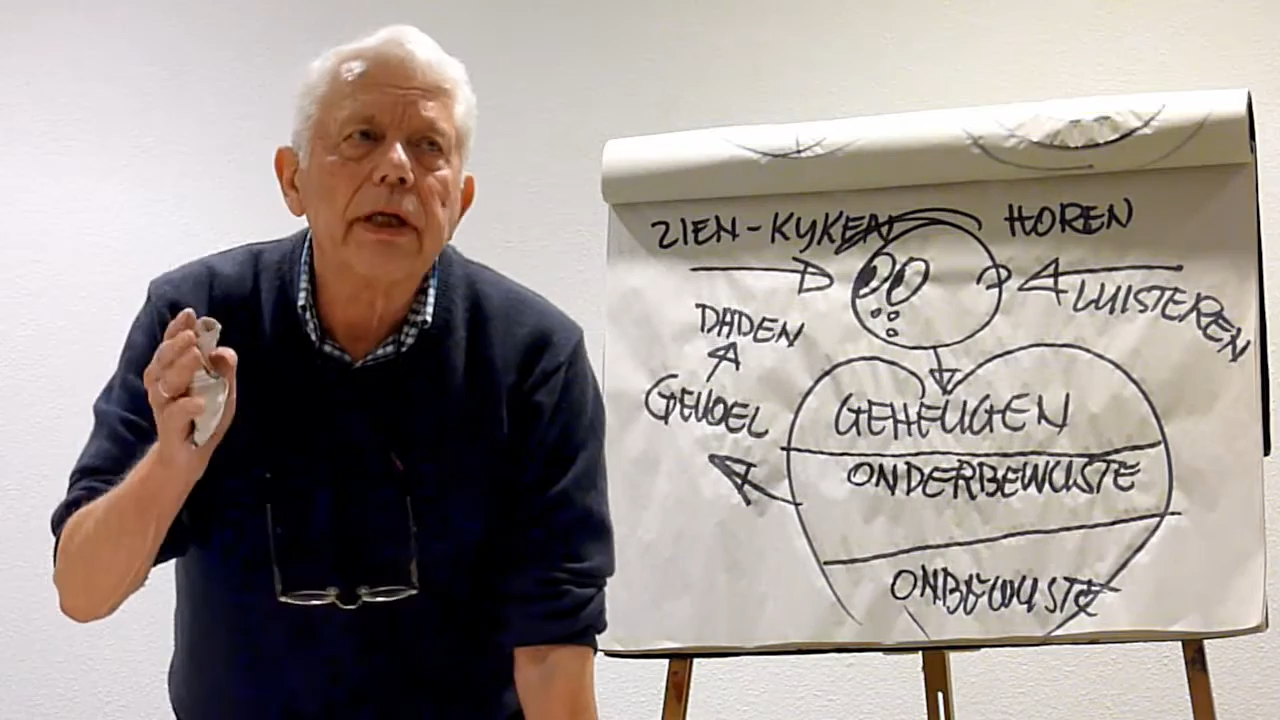 ZIEN-KYKEN
HOREN
LUISTEREN
DADEN
GEVOEL
GEHEUGEN
ONDERBEWUSTE
ONBEWUSTE